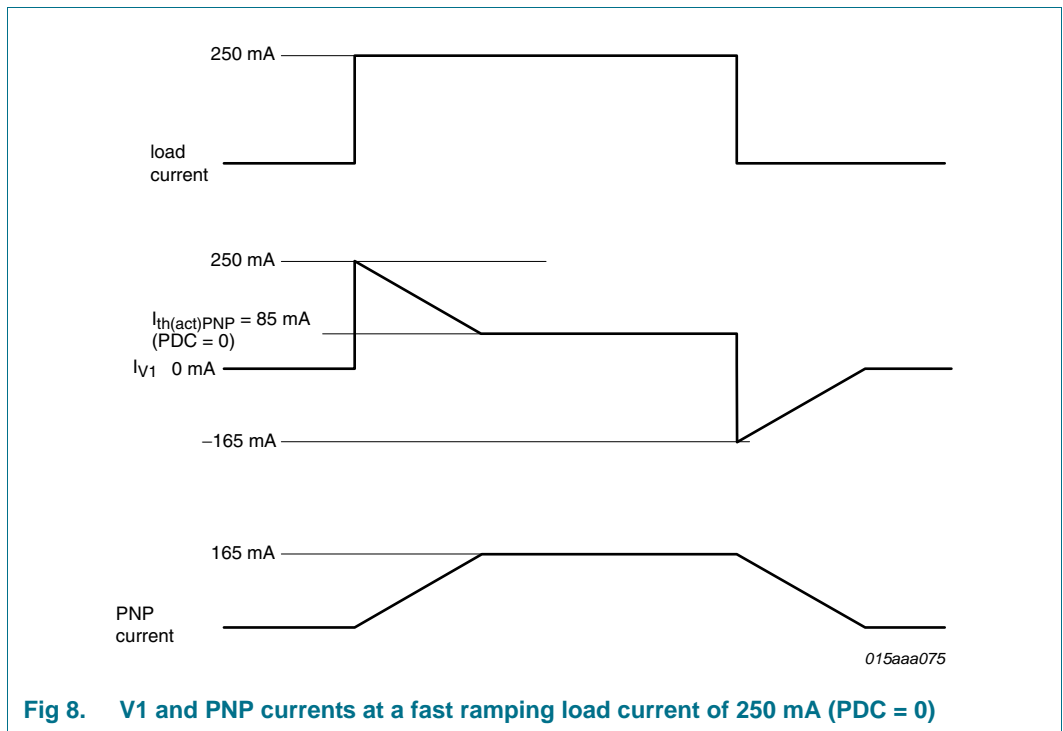 250 mA
load
current
250 mA
Ith(act)PNP = 85 mA
(PDC = 0)
IV1 0 mA
−165 mA
165 mA
PNP
current
015aaa075
Fig 8. V1 and PNP currents at a fast ramping load current of 250 mA (PDC = 0)